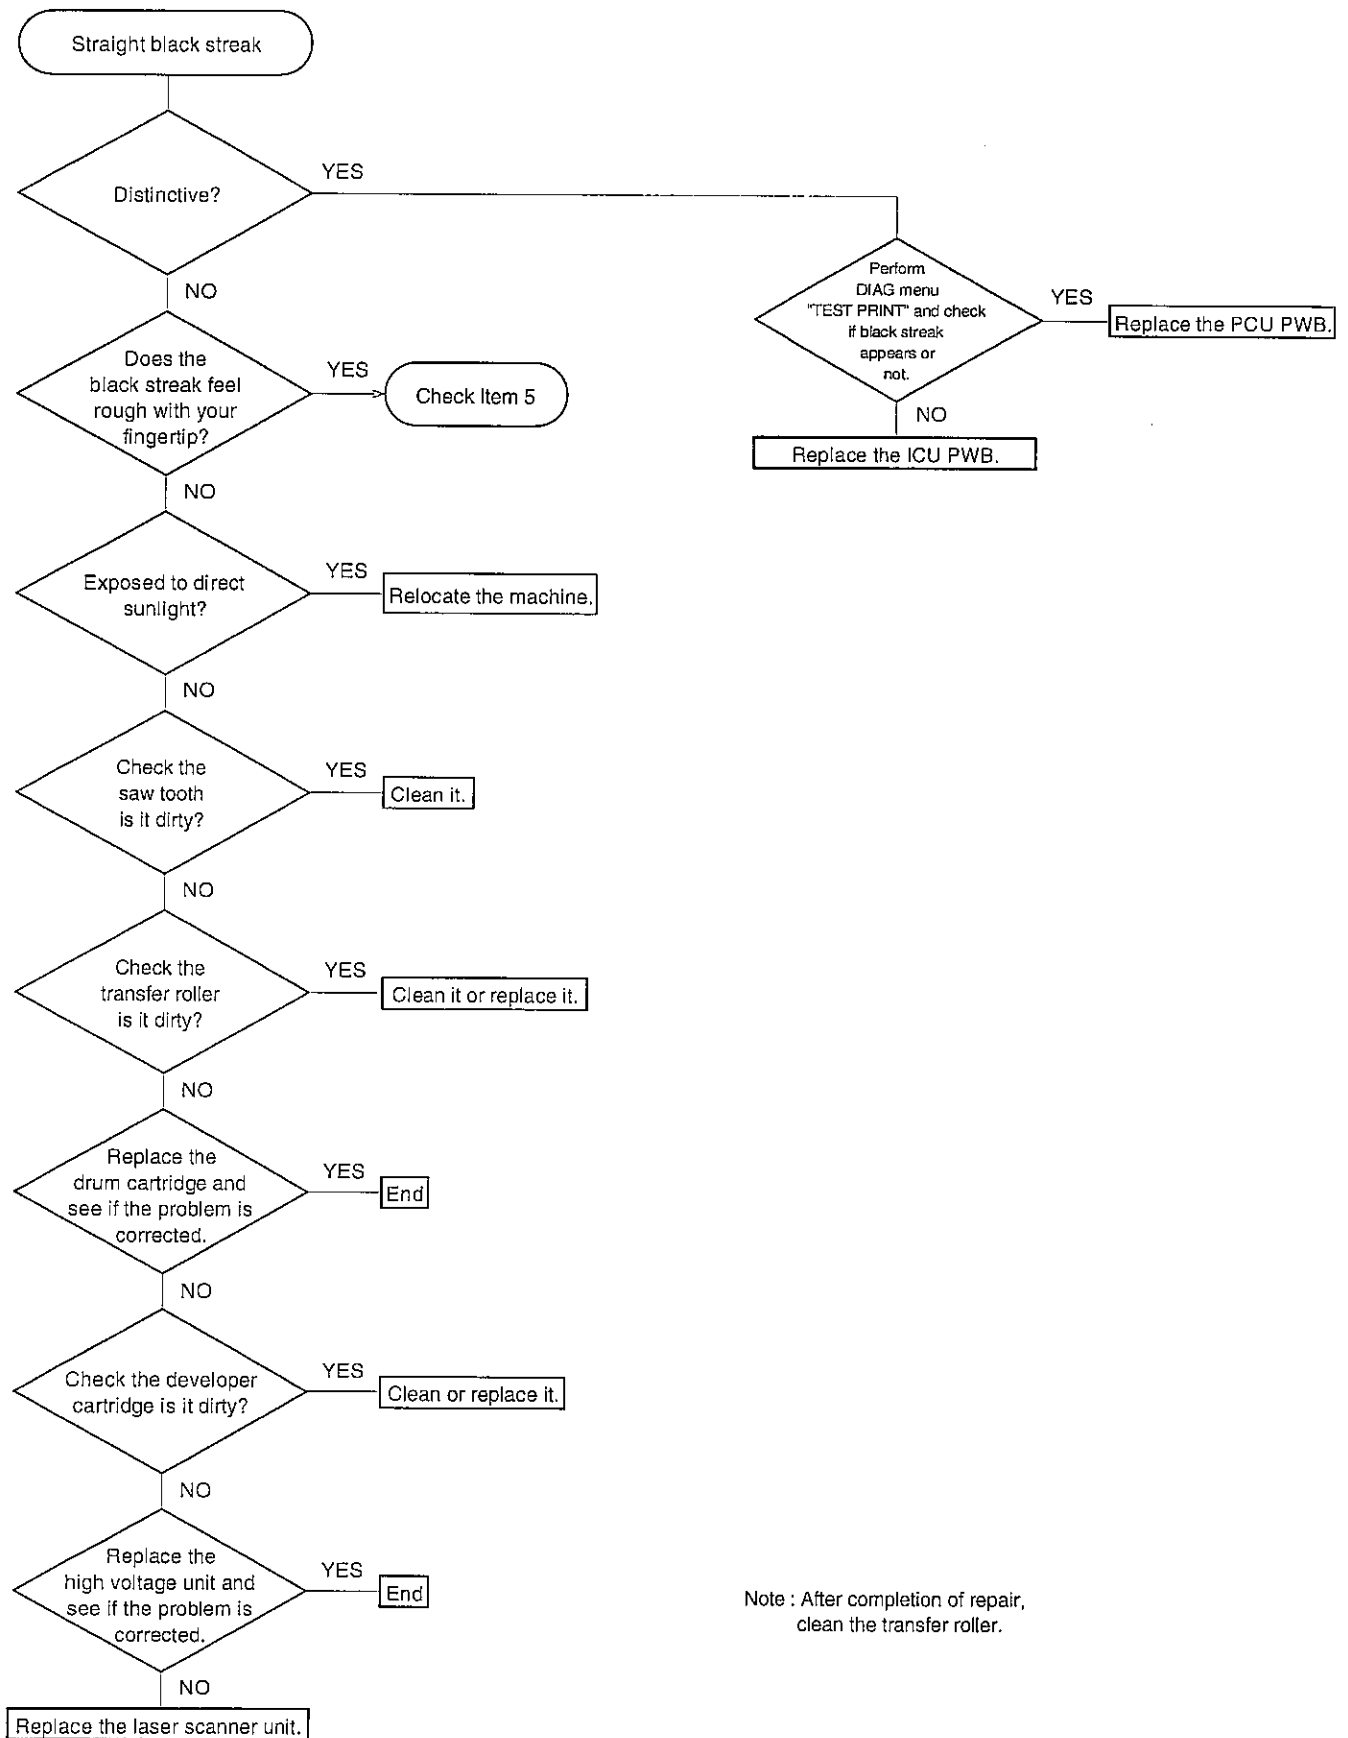 Straight black streak
Distinctive?
YES
NO
Perform
DIAG menu
"TEST PRINT" and check
if black streak
appears or
not.
YES
Replace the PCU PWB.
NO
Replace the ICU PWB.
Does the
black streak feel
rough with your
fingertip?
YES
Check Item 5
NO
Exposed to direct
sunlight?
YES
Relocate the machine.
NO
Check the
saw tooth
is it dirty?
YES
Clean it.
NO
Check the
transfer roller
is it dirty?
YES
Clean it or replace it.
NO
Replace the
drum cartridge and
see if the problem is
corrected.
YES
End
NO
Check the developer
cartridge is it dirty?
YES
Clean or replace it.
NO
Replace the
high voltage unit and
see if the problem is
corrected.
YES
End
NO
Replace the laser scanner unit.
Note : After completion of repair,
clean the transfer roller.